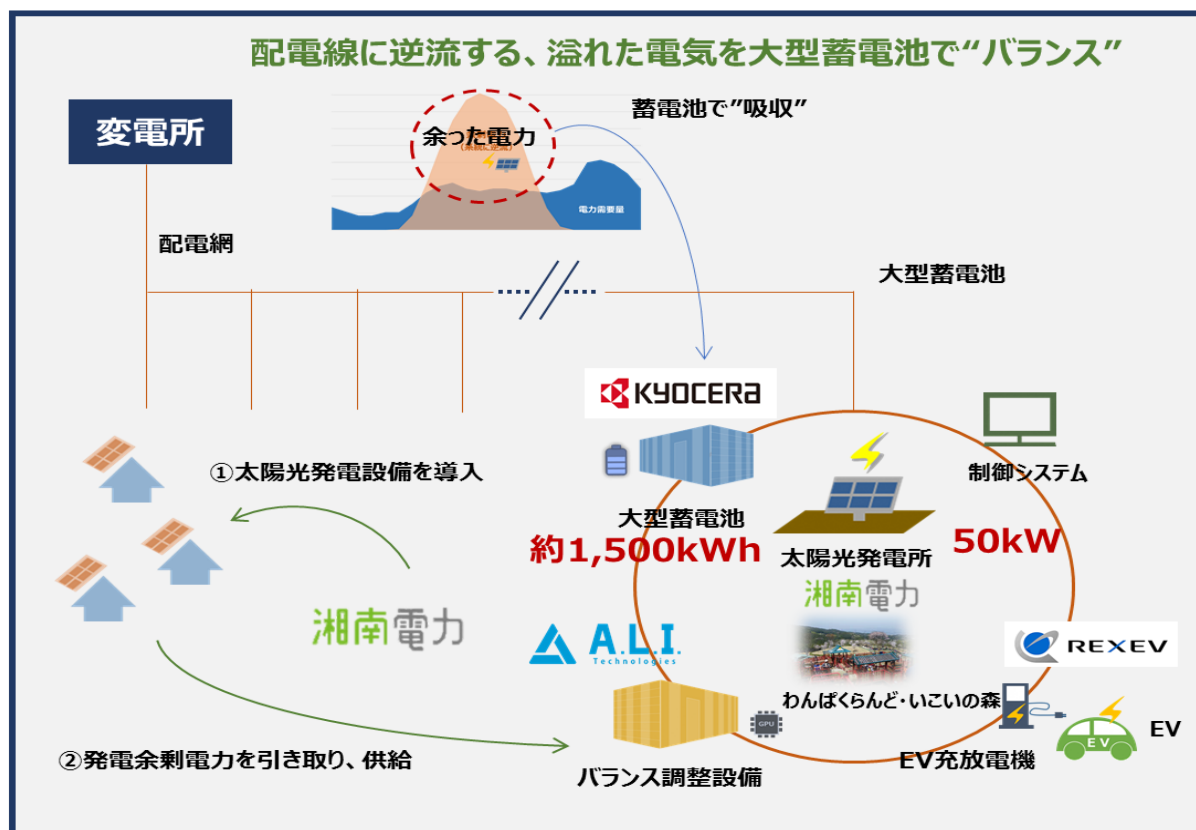 配電線に逆流する、溢れた電気を大型蓄電池で“バランス”
変電所
蓄電池で”吸収”
余った電力
(系統に逆流)
電力需要量
配電網
大型蓄電池
KYOCERA
制御システム
①太陽光発電設備を導入
大型蓄電池
約1,500kWh
太陽光発電所
50kW
湘南電力
湘南電力
A.L.I.
Technologies
REXEV
わんぱくらんど・いこいの森
GPU
EV
EV
②発電余剰電力を引き取り、供給
バランス調整設備
EV充放電機